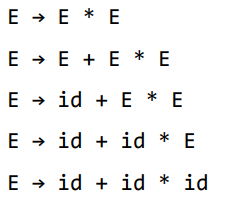 E → E * E
E → E + E * E
E → id + E * E
E → id + id * E
E → id + id * id